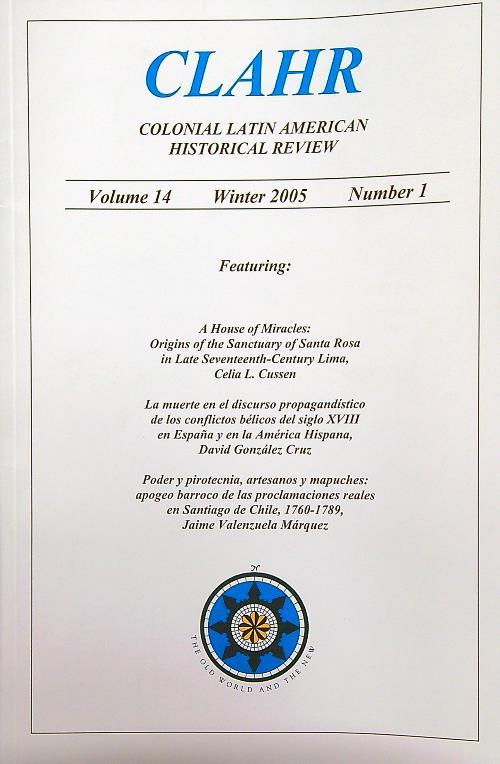 CLAHR
COLONIAL LATIN AMERICAN
HISTORICAL REVIEW
Volume 14 Winter 2005 Number 1
Featuring:
A House of Miracles:
Origins of the Sanctuary of Santa Rosa
in Late Seventeenth-Century Lima,
Celia L. Cussen
La muerte en el discurso propagandístico
de los conflictos bélicos del siglo XVIII
en España y en la América Hispana,
David González Cruz
Poder y pirotecnia, artesanos y mapuches:
apogeo barroco de las proclamaciones reales
en Santiago de Chile, 1760-1789,
Jaime Valenzuela Márquez
N
THE OLD WORLD AND THE NEW